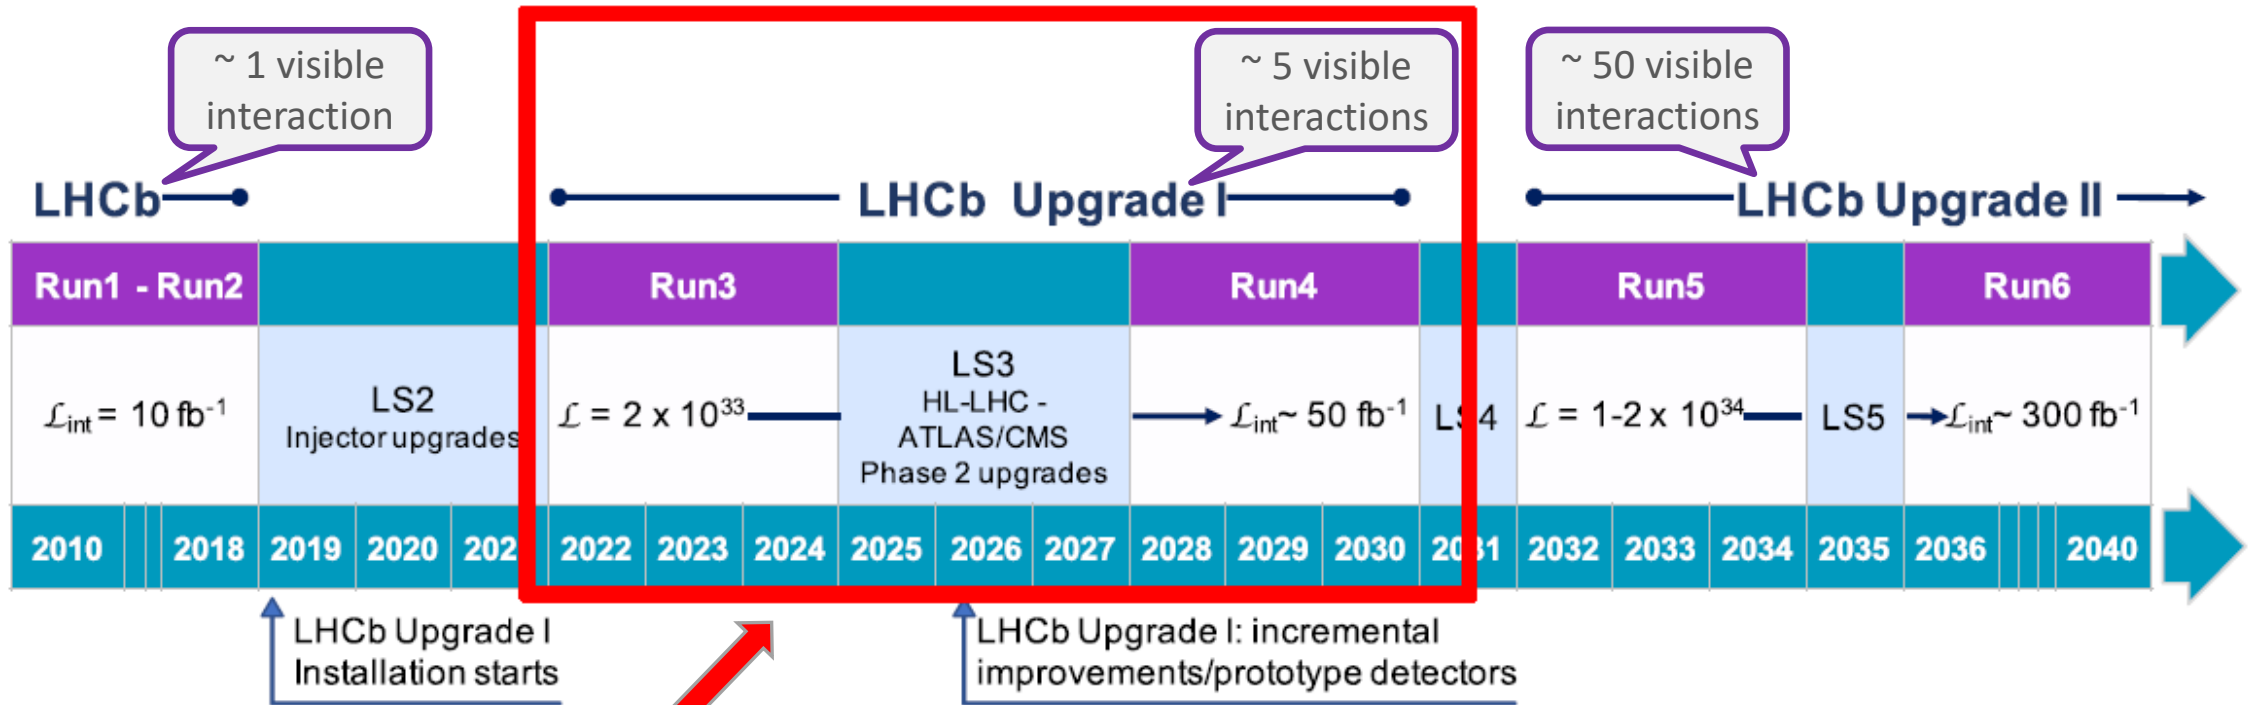 ~ 1 visible
interaction
~ 5 visible
interactions
~ 50 visible
interactions
LHCb
LHCb Upgrade I
LHCb Upgrade II
Run1 - Run2
Run3
Run4
Run5
Run6
ℒint = 10 fb⁻¹
LS2
Injector upgrades
ℒ = 2 x 10³³
LS3
HL-LHC -
ATLAS/CMS
Phase 2 upgrades
ℒint~ 50 fb⁻¹
LS4
ℒ = 1-2 x 10³⁴
LS5
ℒint~ 300 fb⁻¹
2010 2018 2019 2020 202 2022 2023 2024 2025 2026 2027 2028 2029 2030 2031 2032 2033 2034 2035 2036 2040
LHCb Upgrade I
Installation starts
LHCb Upgrade I: incremental
improvements/prototype detectors